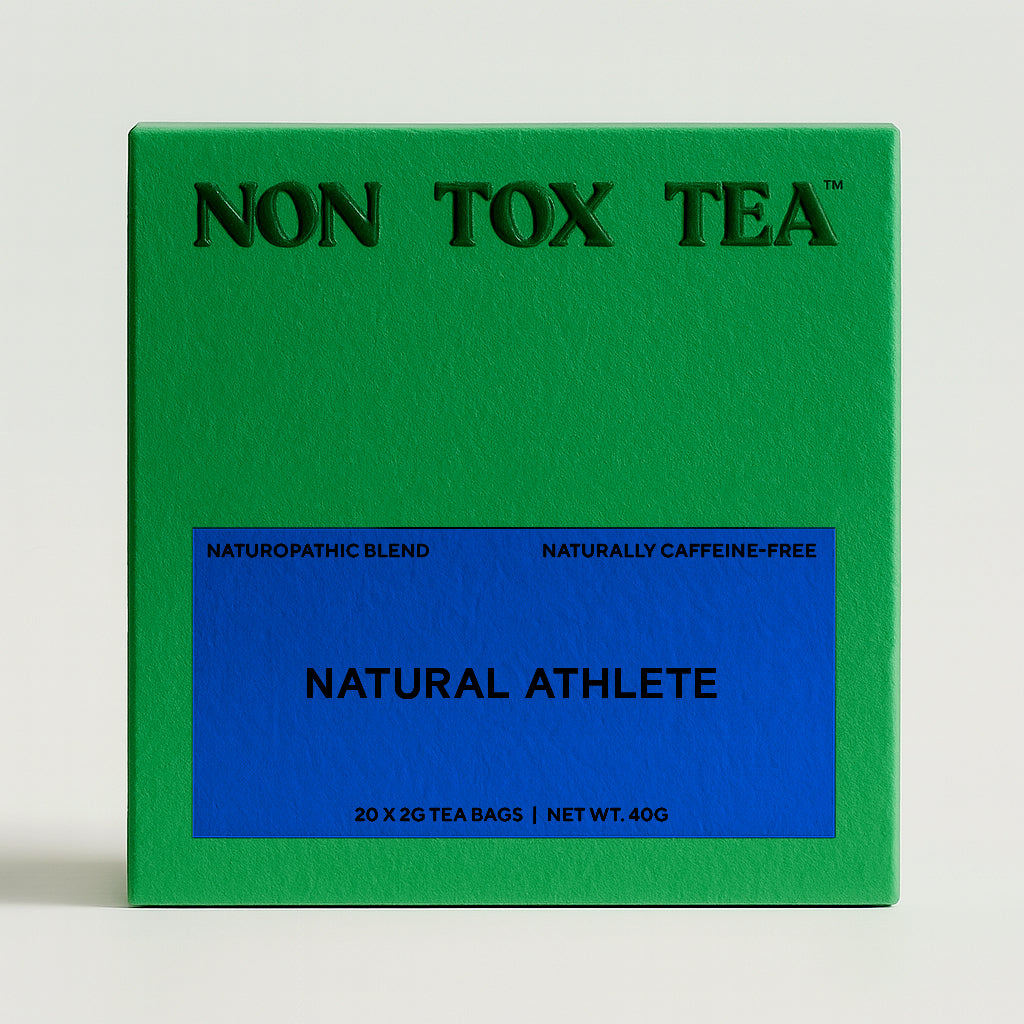 NON TOX TEA™
NATUROPATHIC BLEND NATURALLY CAFFEINE-FREE
NATURAL ATHLETE
20 X 2G TEA BAGS | NET WT. 40G